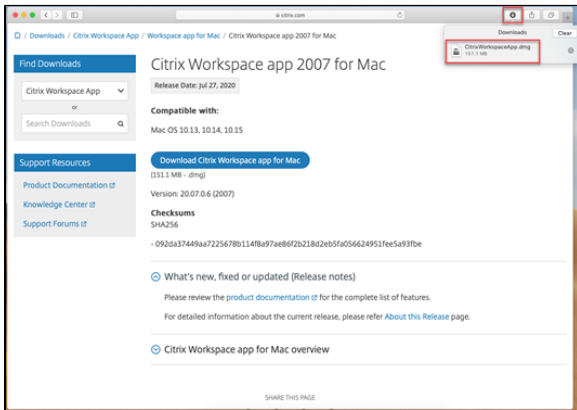 citrix.com
Downloads
Clear
CitrixWorkspaceApp.dmg
151.1 MB
/ Downloads / Citrix Workspace App / Workspace app for Mac / Citrix Workspace app 2007 for Mac
Find Downloads
Citrix Workspace App
or
Search Downloads
Support Resources
Product Documentation
Knowledge Center
Support Forums
Citrix Workspace app 2007 for Mac
Release Date: Jul 27, 2020
Compatible with:
Mac OS 10.13, 10.14, 10.15
Download Citrix Workspace app for Mac
(151.1 MB - .dmg)
Version: 20.07.0.6 (2007)
Checksums
SHA256
- 092da37449aa7225678b114f8a97ae86f2b218d2eb5fa056624951fee5a93fbe
What's new, fixed or updated (Release notes)
Please review the product documentation for the complete list of features.
For detailed information about the current release, please refer About this Release page.
Citrix Workspace app for Mac overview
SHARE THIS PAGE